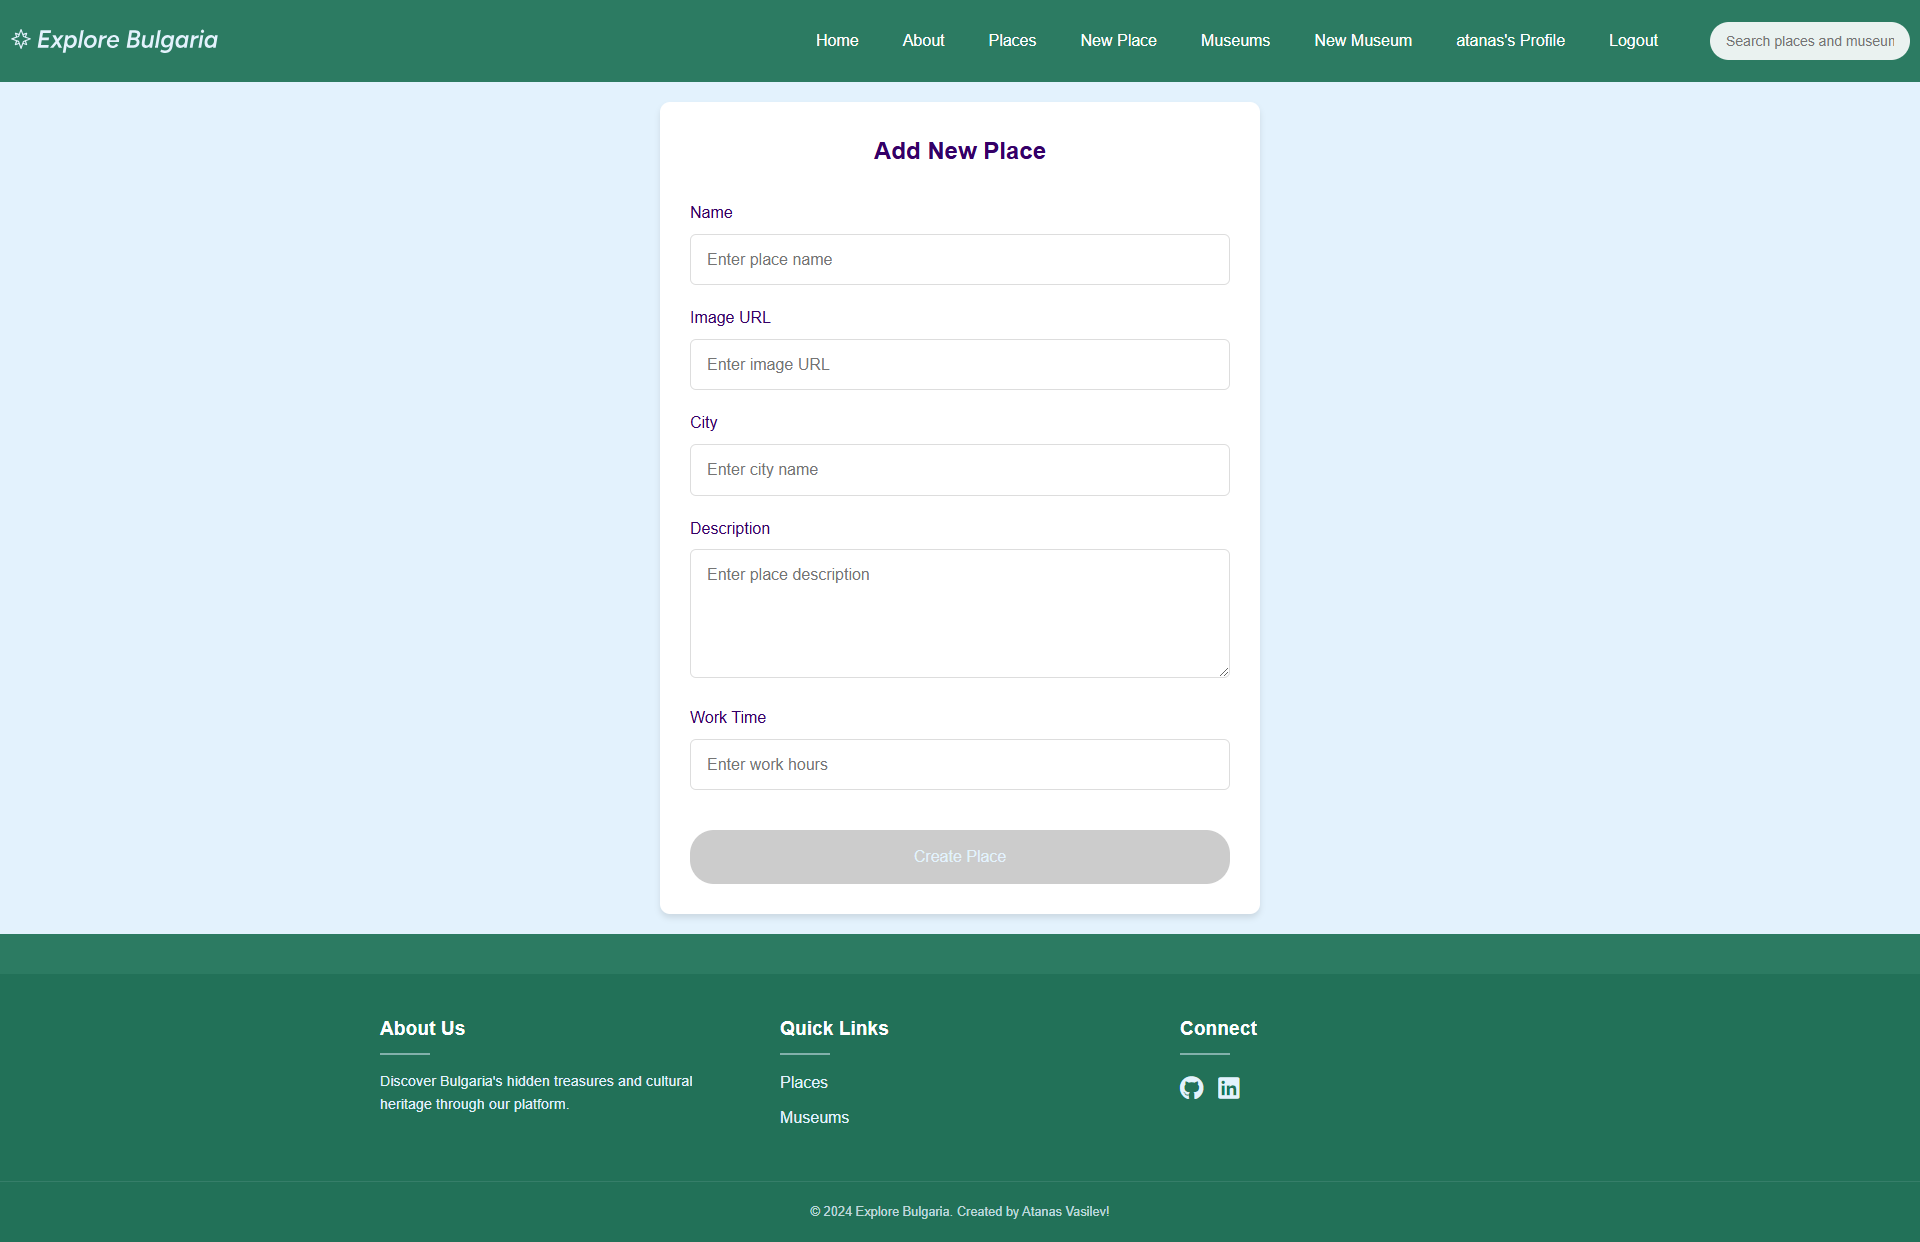 Explore Bulgaria
Home About Places New Place Museums New Museum atanas's Profile Logout Search places and museun
Add New Place
Name
Enter place name
Image URL
Enter image URL
City
Enter city name
Description
Enter place description
Work Time
Enter work hours
Create Place
About Us
Discover Bulgaria's hidden treasures and cultural
heritage through our platform.
Quick Links
Places
Museums
Connect
© 2024 Explore Bulgaria. Created by Atanas Vasilev!